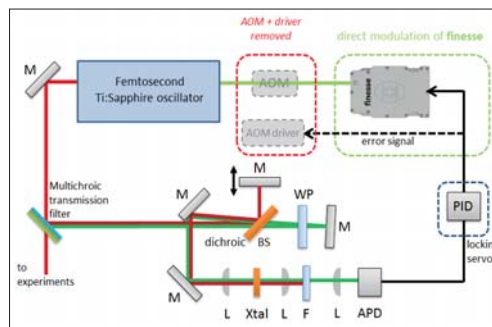 AOM + driver
removed
direct modulation of finesse
M
Femtosecond
Ti:Sapphire oscillator
AOM
finesse
AOM driver
error signal
M
Multichroic
transmission
filter
M
WP
M
PID
dichroic
BS
locking
servo
to
experiments
M
L
Xtal
L
F
L
APD